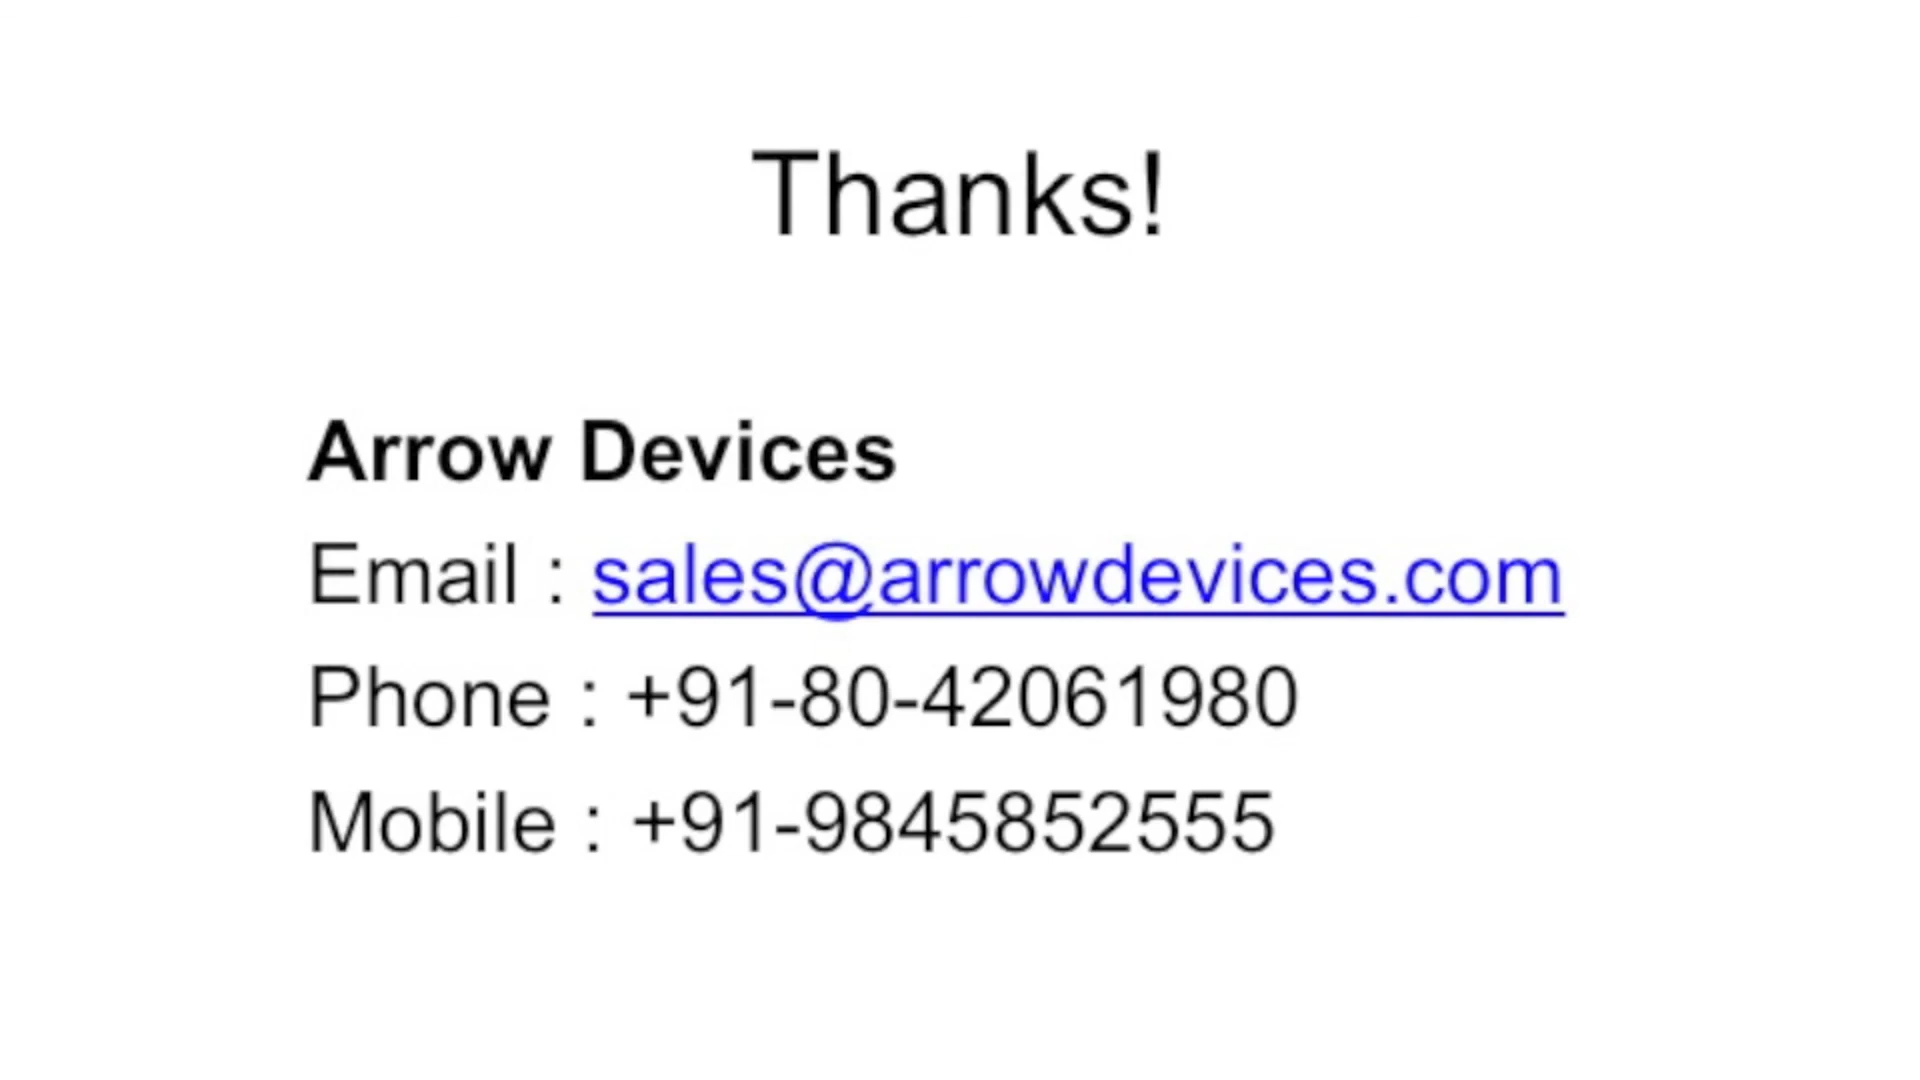 Thanks!
Arrow Devices
Email : sales@arrowdevices.com
Phone : +91-80-42061980
Mobile : +91-9845852555